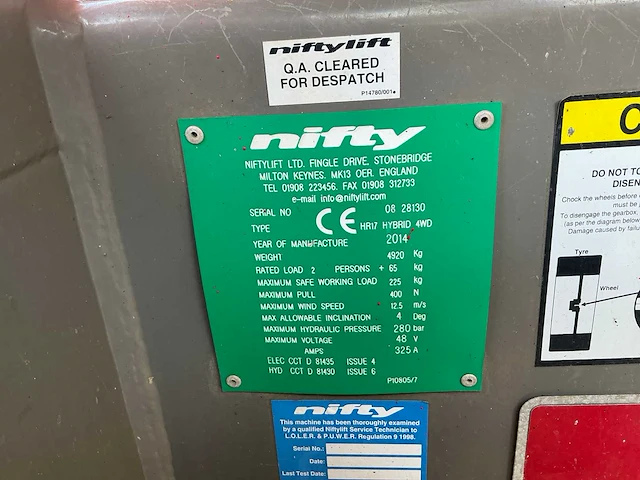 niftylift
Q.A. CLEARED
FOR DESPATCH
P14780/001
nifty
NIFTYLIFT LTD. FINGLE DRIVE, STONEBRIDGE
MILTON KEYNES. MK13 OER. ENGLAND
TEL 01908 223456. FAX 01908 312733
e-mail info@niftylift.com
SERIAL NO 08 28130
TYPE CE HR17 HYBRID 4WD
YEAR OF MANUFACTURE 2014
WEIGHT 4920 Kg
RATED LOAD 2 PERSONS + 65 kg
MAXIMUM SAFE WORKING LOAD 225 kg
MAXIMUM PULL 400 N
MAXIMUM WIND SPEED 12.5 m/s
MAX ALLOWABLE INCLINATION 4 Deg
MAXIMUM HYDRAULIC PRESSURE 280 bar
MAXIMUM VOLTAGE 48 V
AMPS 325 A
ELEC CCT D 81435 ISSUE 4
HYD CCT D 81430 ISSUE 6
P10805/7
nifty
This machine has been thoroughly examined
by a qualified Niftylift Service Technician to
L.O.L.E.R. & P.U.W.E.R. Regulation 9 1998.
Serial No.:
Date:
Last Test Date:
C
DO NOT TO
DISEN
Check the wheels before
must be
To disengage the gearbox,
(as per the diagram below
Damage caused by failu
Tyre
Wheel